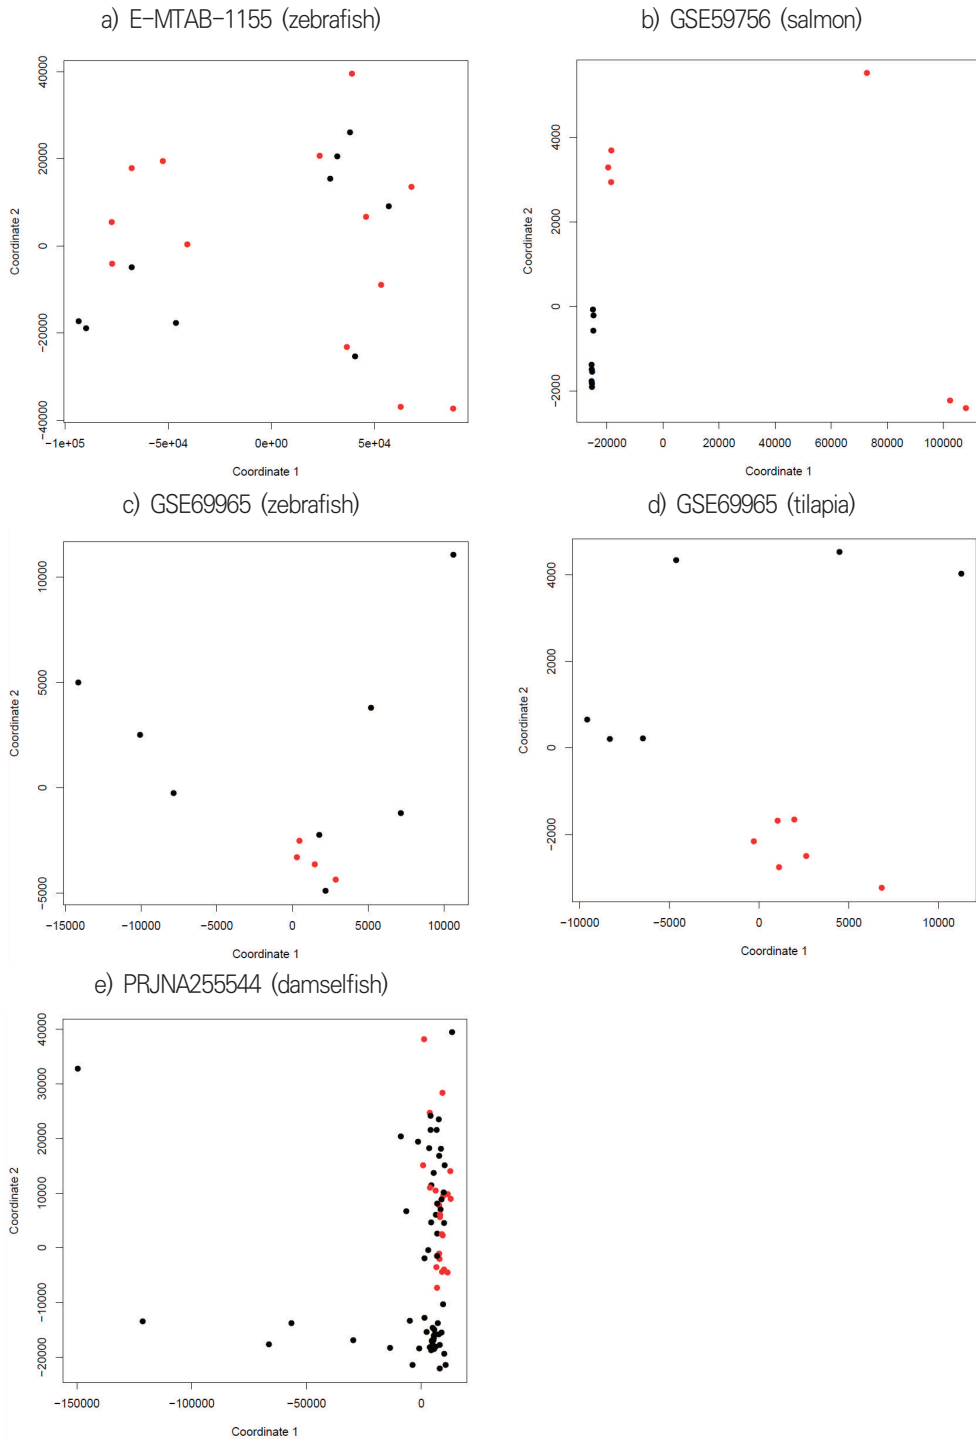 a) E-MTAB-1155 (zebrafish)
40000
20000
0
−20000
−40000
Coordinate 2
−1e+05
−5e+04
0e+00
5e+04
Coordinate 1
b) GSE59756 (salmon)
4000
2000
0
−2000
Coordinate 2
−20000
0
20000
40000
60000
80000
100000
Coordinate 1
c) GSE69965 (zebrafish)
10000
5000
0
−5000
Coordinate 2
−15000
−10000
−5000
0
5000
10000
Coordinate 1
d) GSE69965 (tilapia)
4000
2000
0
−2000
Coordinate 2
−10000
−5000
0
5000
10000
Coordinate 1
e) PRJNA255544 (damselfish)
40000
30000
20000
10000
0
−10000
−20000
Coordinate 2
−150000
−100000
−50000
0
Coordinate 1